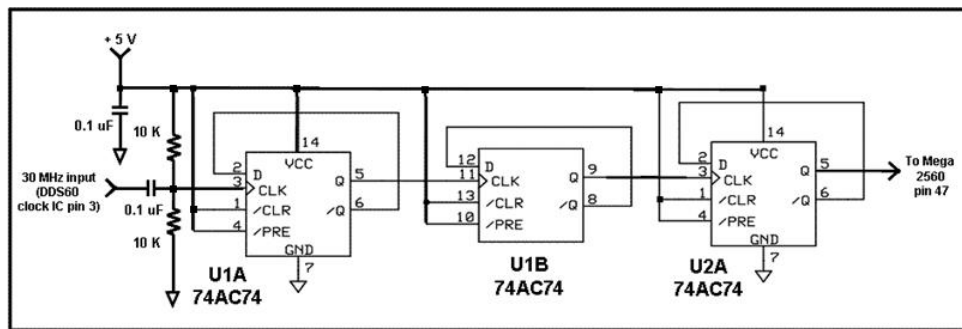 + 5 V
0.1 uF
10 K
30 MHz input
(DDS60
clock IC pin 3)
0.1 uF
10 K
14
VCC
2
D
3
CLK
1
/CLR
4
/PRE
Q
5
/Q
6
GND
7
U1A
74AC74
12
D
11
CLK
13
/CLR
10
/PRE
Q
9
/Q
8
U1B
74AC74
14
VCC
2
D
3
CLK
1
/CLR
4
/PRE
Q
5
/Q
6
GND
7
U2A
74AC74
To Mega
2560
pin 47